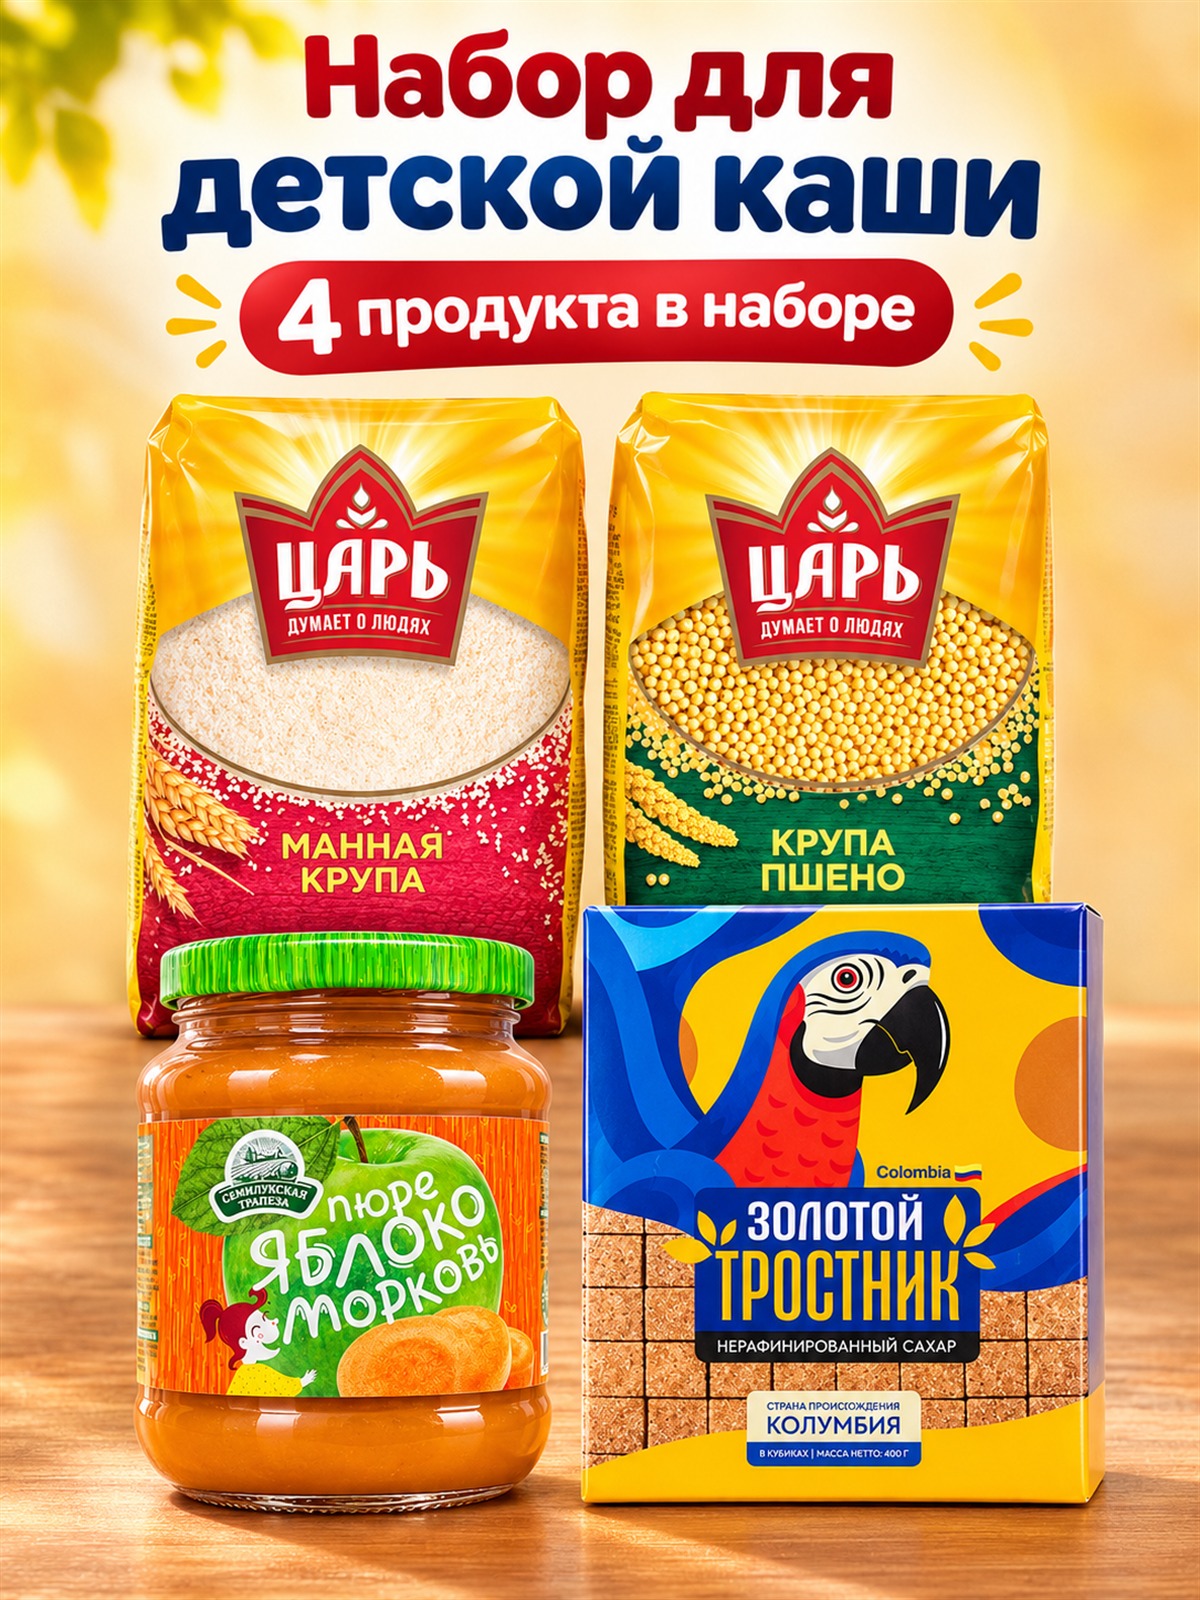 Набор для
детской каши
4 продукта в наборе
ЦАРЬ
ДУМАЕТ О ЛЮДЯХ
МАННАЯ
КРУПА
ЦАРЬ
ДУМАЕТ О ЛЮДЯХ
КРУПА
ПШЕНО
СЕМИЛУКСКАЯ
ТРАПЕЗА
ПЮРЕ
ЯБЛОКО
МОРКОВЬ
Colombia
ЗОЛОТОЙ
ТРОСТНИК
НЕРАФИНИРОВАННЫЙ САХАР
СТРАНА ПРОИСХОЖДЕНИЯ
КОЛУМБИЯ
В КУБИКАХ | МАССА НЕТТО: 400 Г